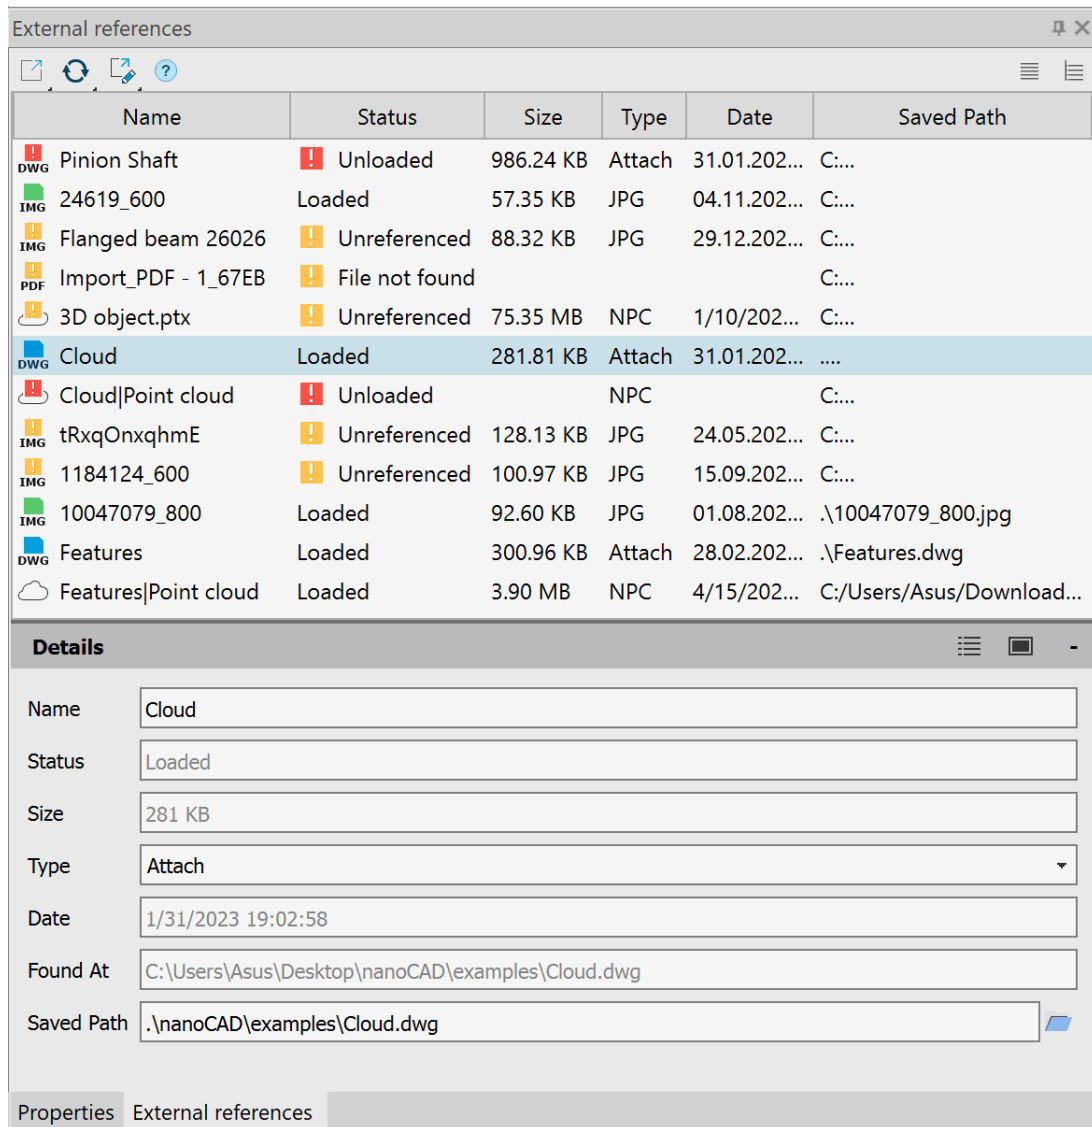 External references
?
Name Status Size Type Date Saved Path
DWG Pinion Shaft ! Unloaded 986.24 KB Attach 31.01.202... C:...
IMG 24619_600 Loaded 57.35 KB JPG 04.11.202... C:...
IMG Flanged beam 26026 ! Unreferenced 88.32 KB JPG 29.12.202... C:...
PDF Import_PDF - 1_67EB ! File not found C:...
3D object.ptx ! Unreferenced 75.35 MB NPC 1/10/202... C:...
DWG Cloud Loaded 281.81 KB Attach 31.01.202... ....
Cloud|Point cloud ! Unloaded NPC C:...
IMG tRxqOnxqhmE ! Unreferenced 128.13 KB JPG 24.05.202... C:...
IMG 1184124_600 ! Unreferenced 100.97 KB JPG 15.09.202... C:...
IMG 10047079_800 Loaded 92.60 KB JPG 01.08.202... .\10047079_800.jpg
DWG Features Loaded 300.96 KB Attach 28.02.202... .\Features.dwg
Features|Point cloud Loaded 3.90 MB NPC 4/15/202... C:/Users/Asus/Download...
Details -
Name Cloud
Status Loaded
Size 281 KB
Type Attach
Date 1/31/2023 19:02:58
Found At C:\Users\Asus\Desktop\nanoCAD\examples\Cloud.dwg
Saved Path .\nanoCAD\examples\Cloud.dwg
Properties External references